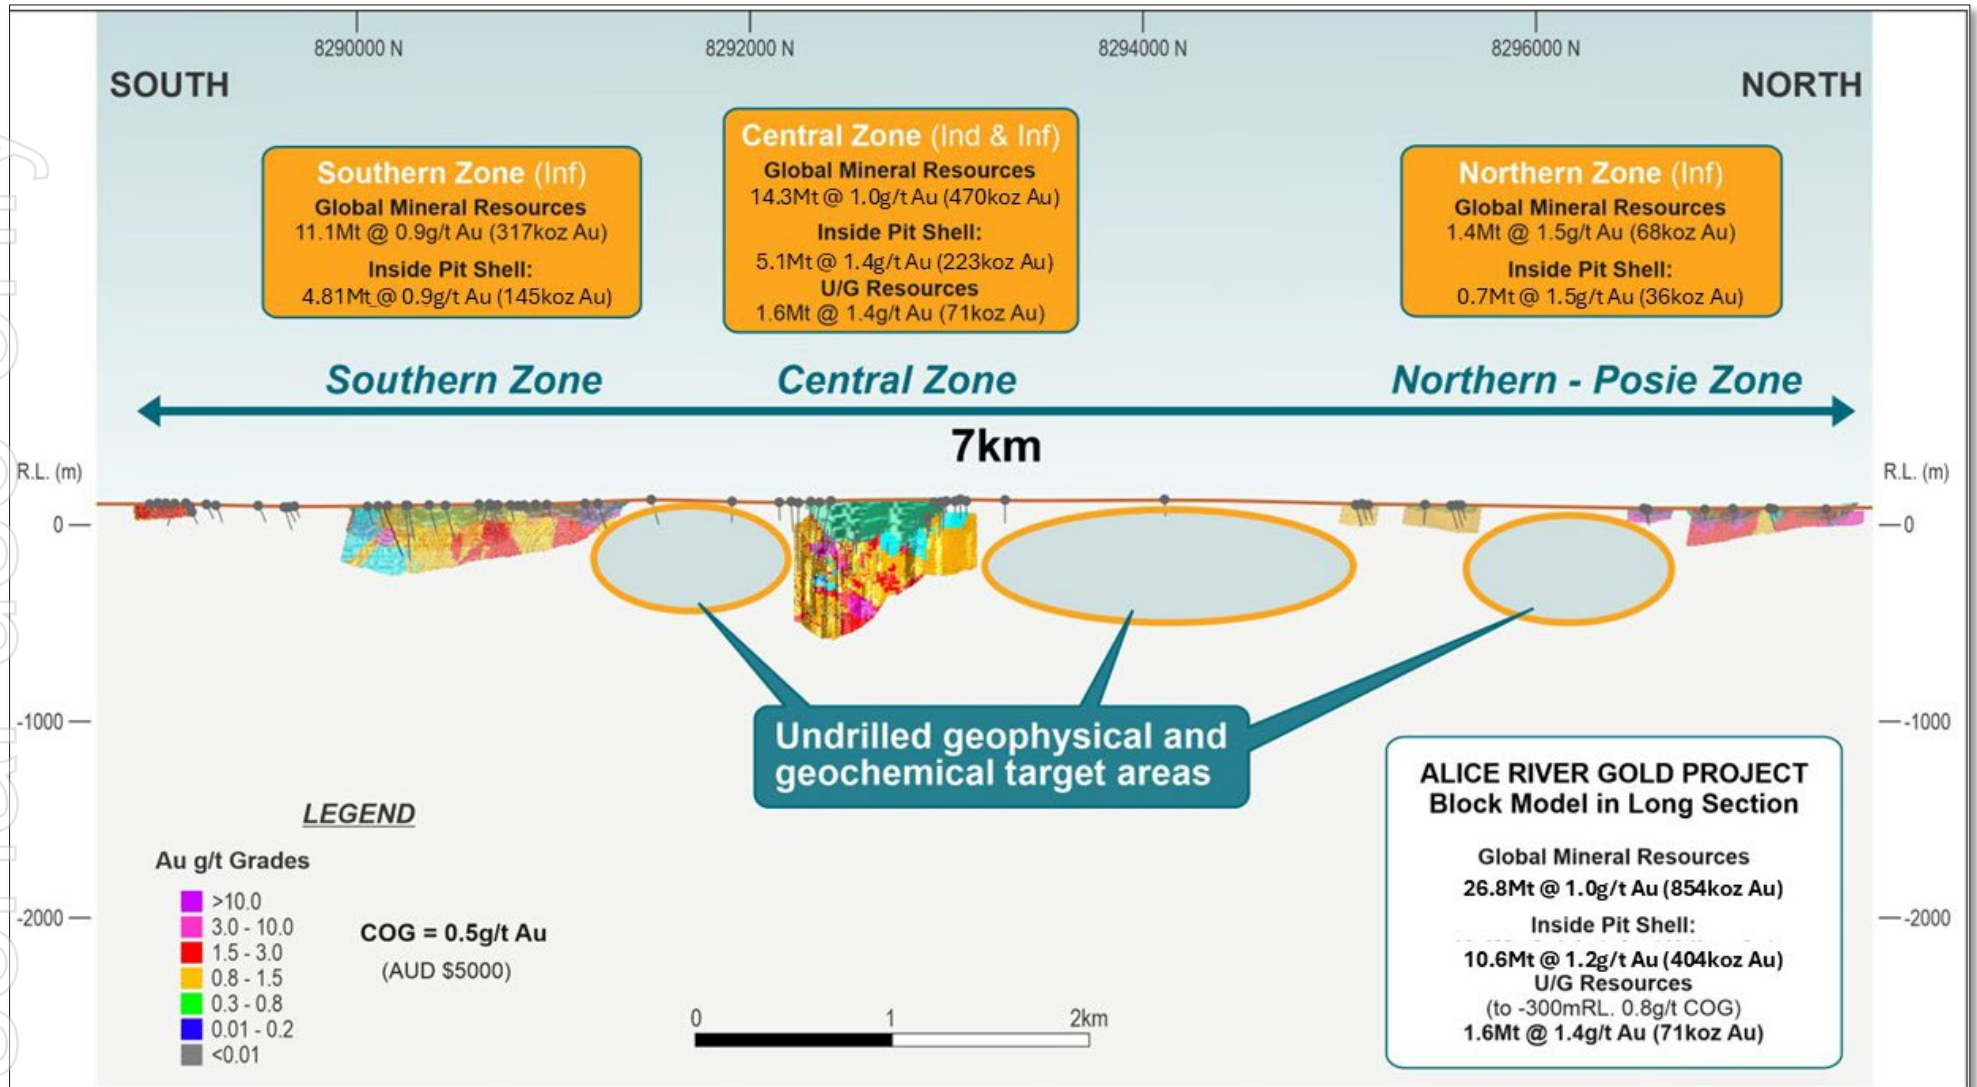 8290000 N
8292000 N
8294000 N
8296000 N
SOUTH
NORTH
Southern Zone (Inf)
Global Mineral Resources
11.1Mt @ 0.9g/t Au (317koz Au)
Inside Pit Shell:
4.81Mt @ 0.9g/t Au (145koz Au)
Central Zone (Ind & Inf)
Global Mineral Resources
14.3Mt @ 1.0g/t Au (470koz Au)
Inside Pit Shell:
5.1Mt @ 1.4g/t Au (223koz Au)
U/G Resources
1.6Mt @ 1.4g/t Au (71koz Au)
Northern Zone (Inf)
Global Mineral Resources
1.4Mt @ 1.5g/t Au (68koz Au)
Inside Pit Shell:
0.7Mt @ 1.5g/t Au (36koz Au)
Southern Zone
Central Zone
Northern - Posie Zone
7km
R.L. (m)
R.L. (m)
0
0
-1000
-1000
-2000
-2000
Undrilled geophysical and
geochemical target areas
LEGEND
Au g/t Grades
>10.0
3.0 - 10.0
1.5 - 3.0
0.8 - 1.5
0.3 - 0.8
0.01 - 0.2
<0.01
COG = 0.5g/t Au
(AUD $5000)
0
1
2km
ALICE RIVER GOLD PROJECT
Block Model in Long Section
Global Mineral Resources
26.8Mt @ 1.0g/t Au (854koz Au)
Inside Pit Shell:
10.6Mt @ 1.2g/t Au (404koz Au)
U/G Resources
(to -300mRL. 0.8g/t COG)
1.6Mt @ 1.4g/t Au (71koz Au)